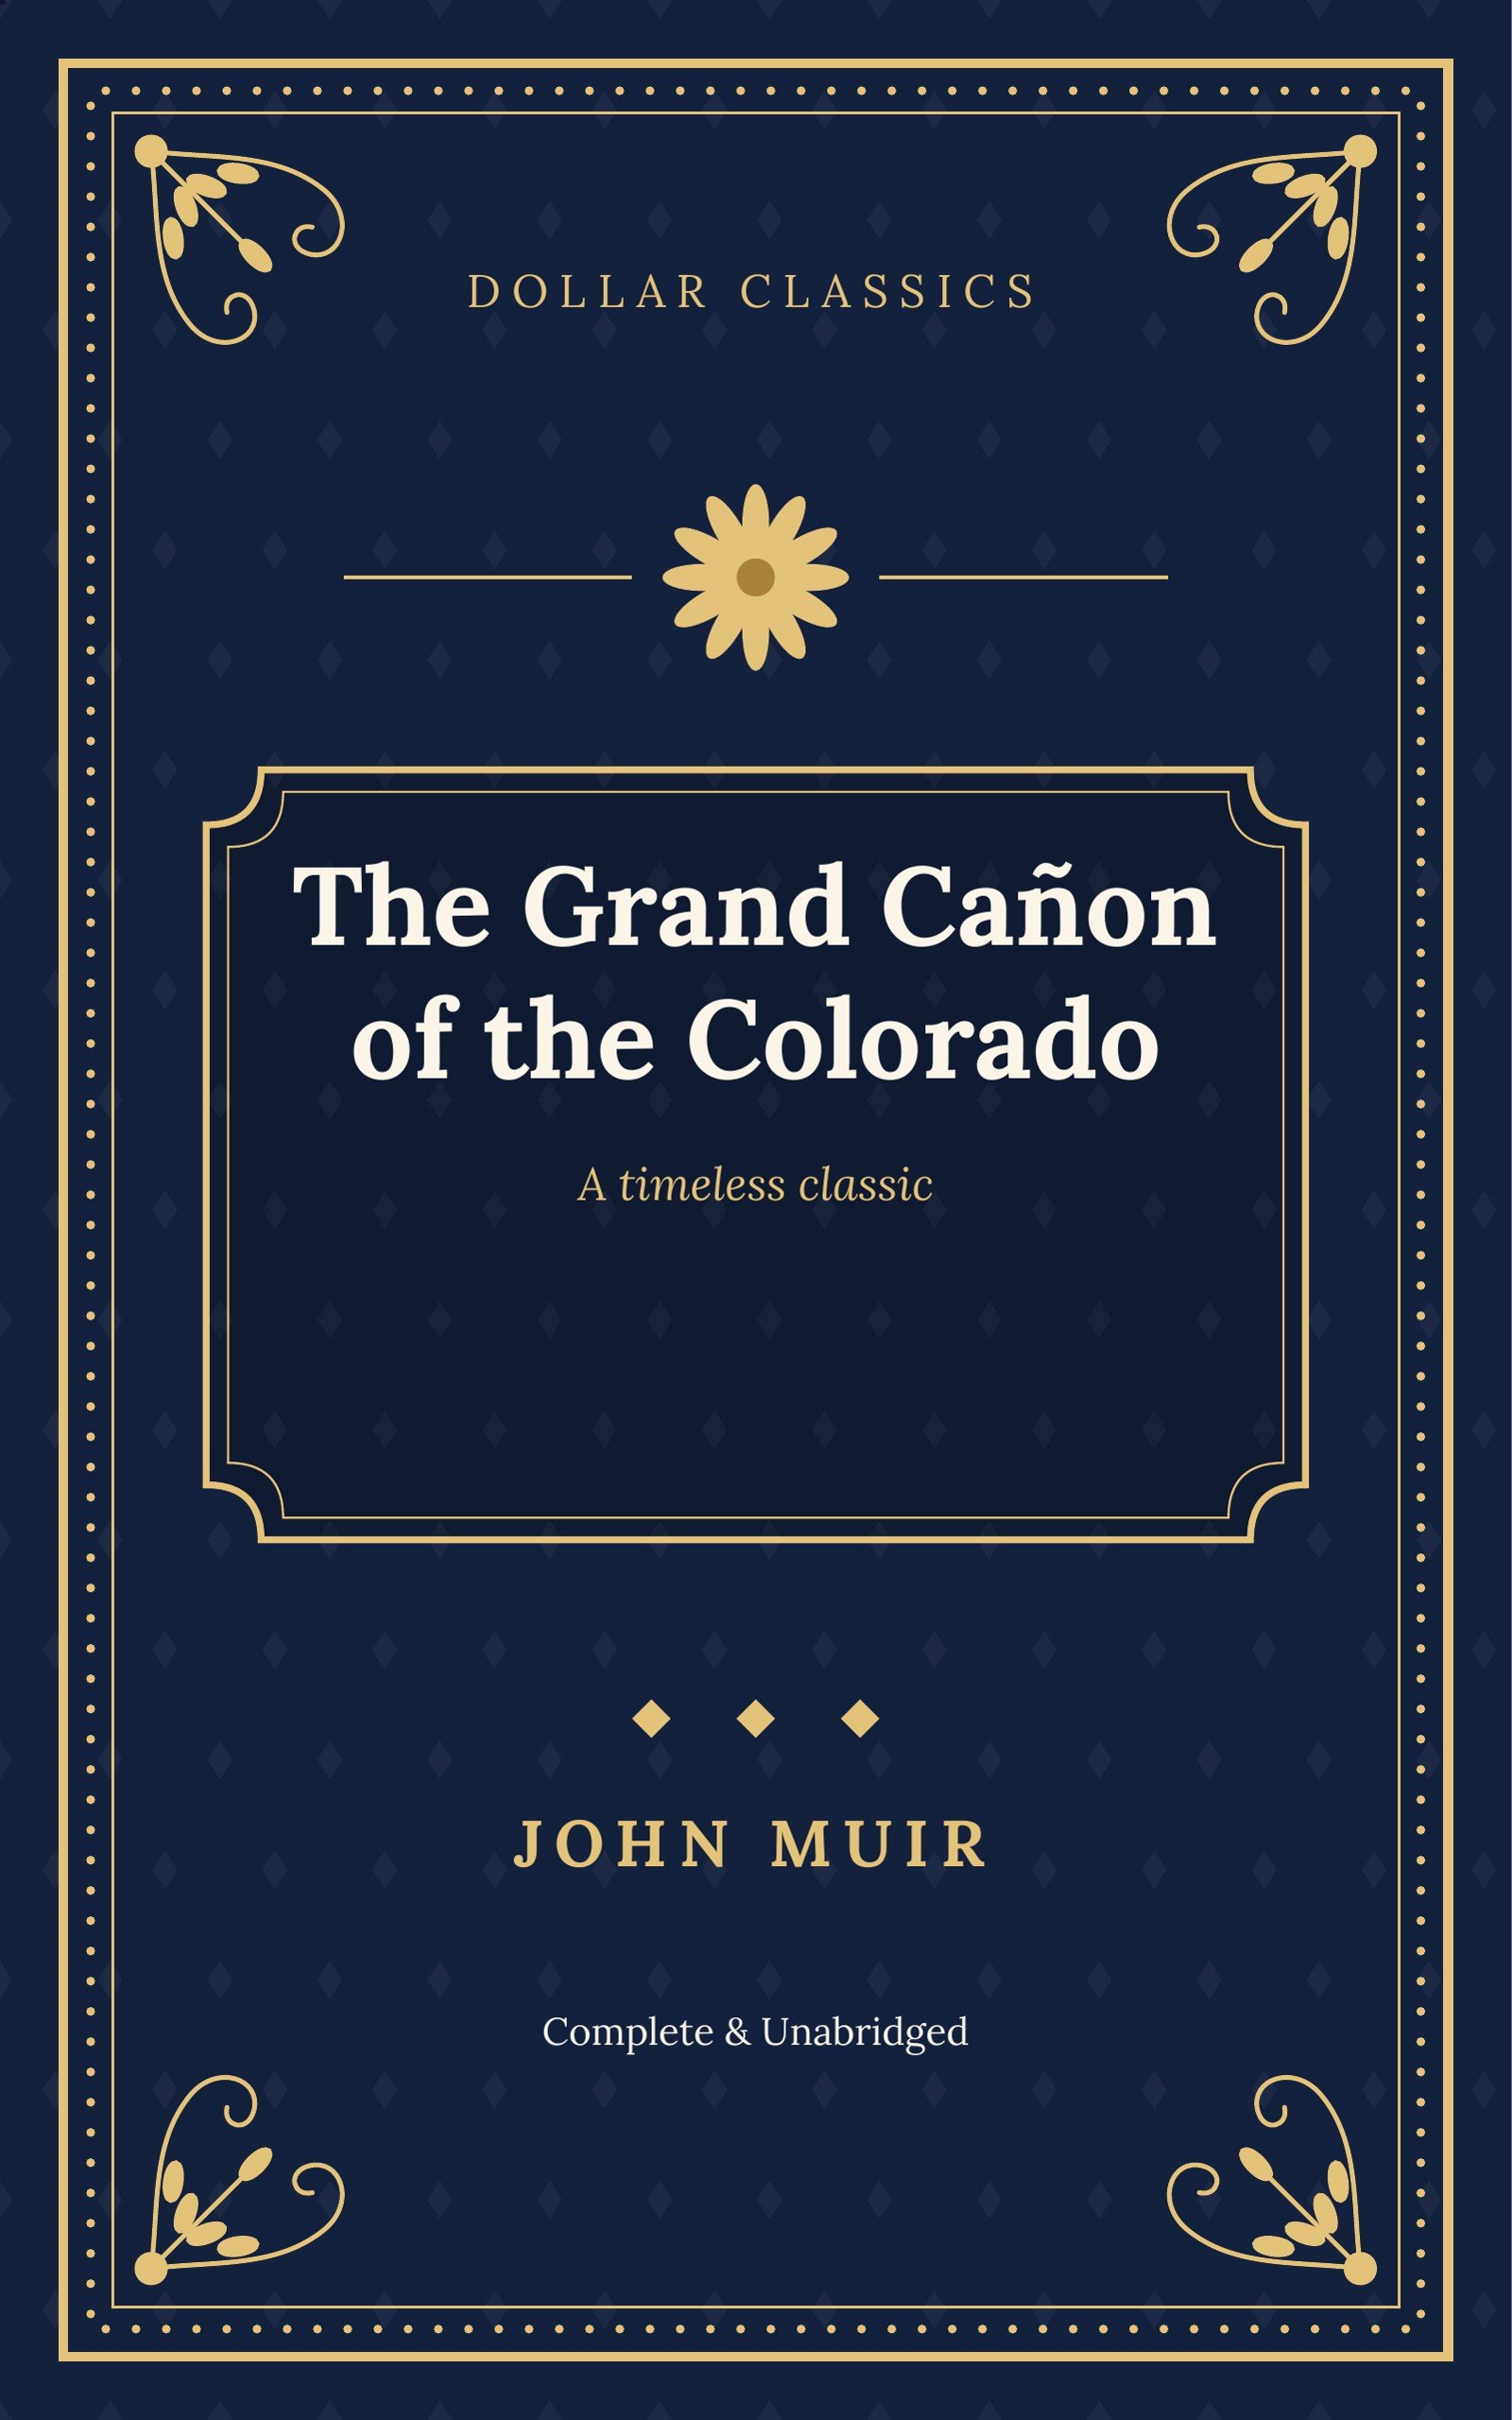 DOLLAR CLASSICS
The Grand Cañon
of the Colorado
A timeless classic
JOHN MUIR
Complete & Unabridged